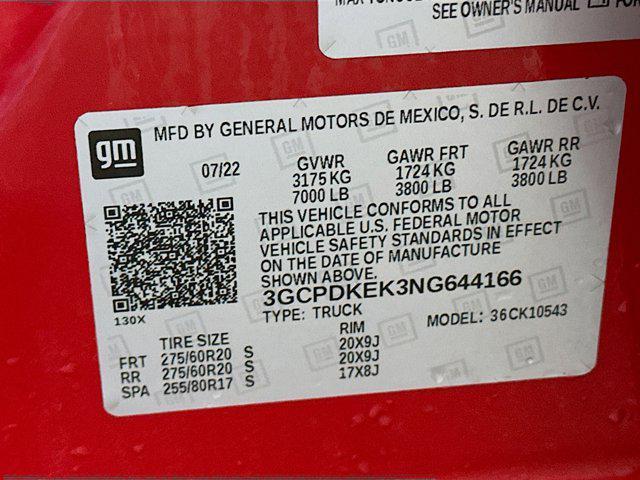 SEE OWNER'S MANUAL
gm
MFD BY GENERAL MOTORS DE MEXICO, S. DE R.L. DE C.V.
07/22
GVWR
3175 KG
7000 LB
GAWR FRT
1724 KG
3800 LB
GAWR RR
1724 KG
3800 LB
THIS VEHICLE CONFORMS TO ALL
APPLICABLE U.S. FEDERAL MOTOR
VEHICLE SAFETY STANDARDS IN EFFECT
ON THE DATE OF MANUFACTURE
SHOWN ABOVE.
3GCPDKEK3NG644166
130X
TYPE: TRUCK
MODEL: 36CK10543
TIRE SIZE
RIM
FRT 275/60R20 S 20X9J
RR 275/60R20 S 20X9J
SPA 255/80R17 S 17X8J